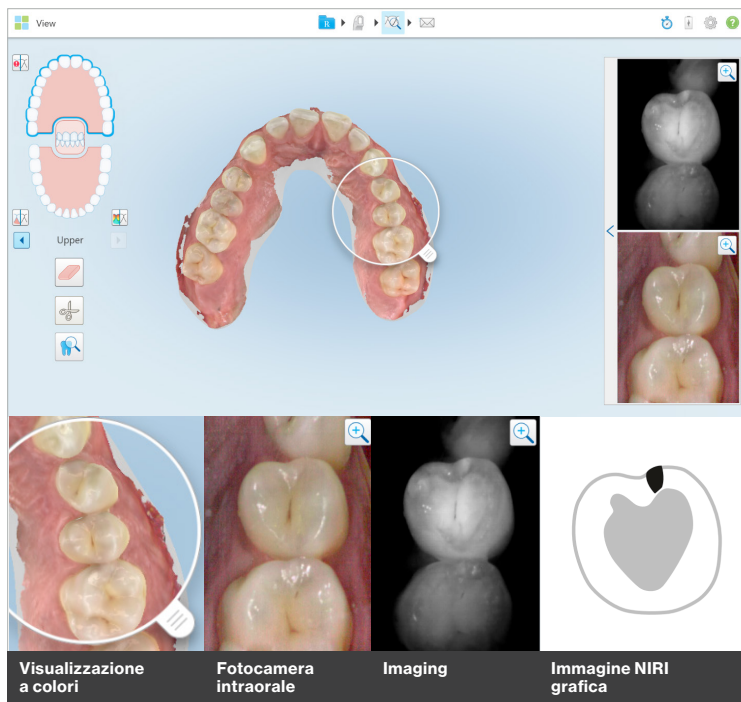 View
R
Upper
Visualizzazione
a colori
Fotocamera
intraorale
Imaging
Immagine NIRI
grafica